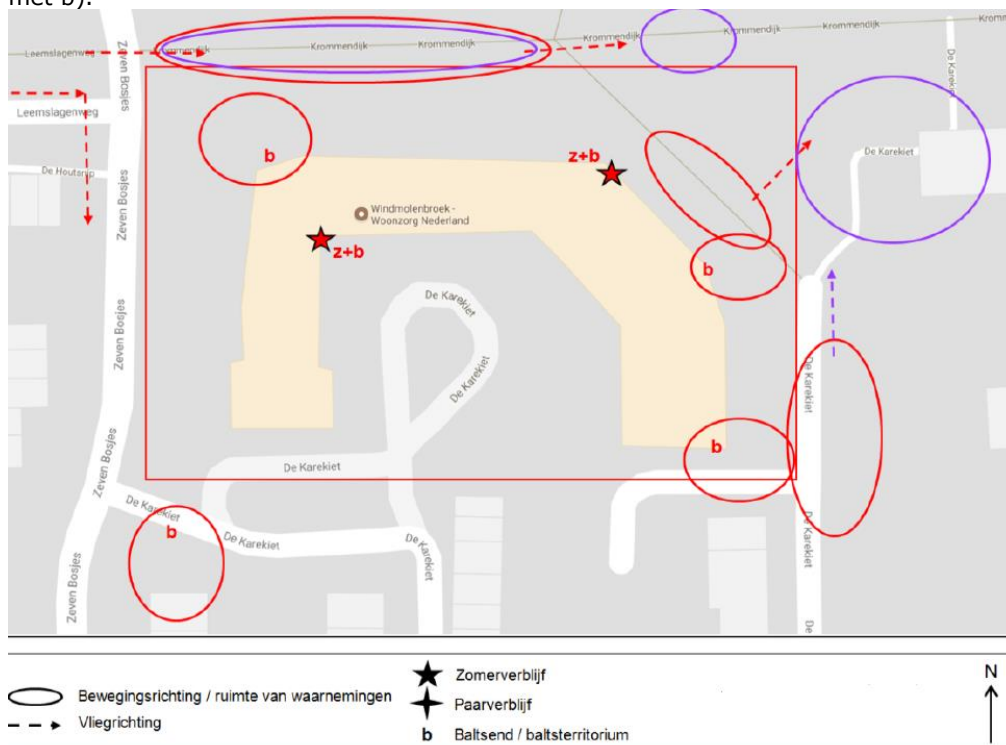 met b).
Leemslagenweg
Krommendijk
Krommendijk
Krommendijk
Krommendijk
Krommendijk
Krommendijk
Zeven Bosjes
De Karekiet
Leemslagenweg
b
De Karekiet
z+b
De Houtsnip
Zeven Bosjes
Windmolenbroek -
Woonzorg Nederland
z+b
b
De Karekiet
Zeven Bosjes
De Karekiet
De Karekiet
b
De Karekiet
Zeven Bosjes
De Karekiet
b
De Karekiet
De Karekiet
De Karekiet
Zeven Bosjes
De
Bewegingsrichting / ruimte van waarnemingen
Vliegrichting
Zomerverblijf
Paarverblijf
b Baltsend / baltsterritorium
N